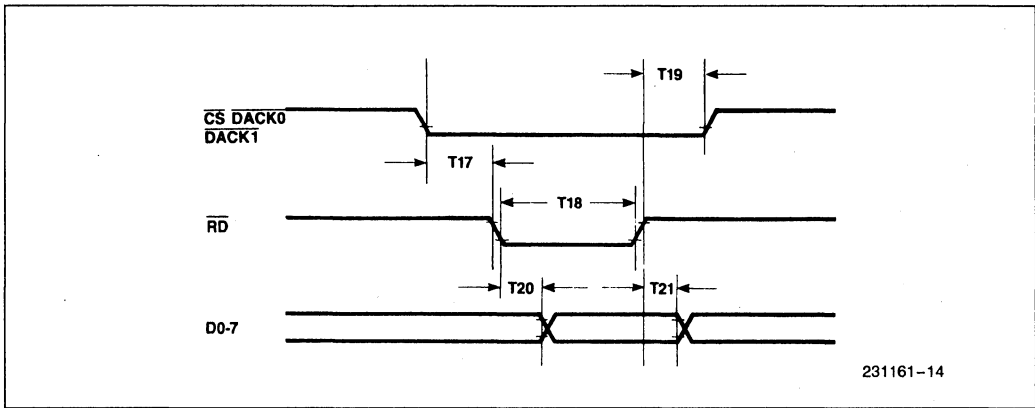 T19
CS DACK0
DACK1
T17
T18
RD
T20
T21
D0-7
231161-14